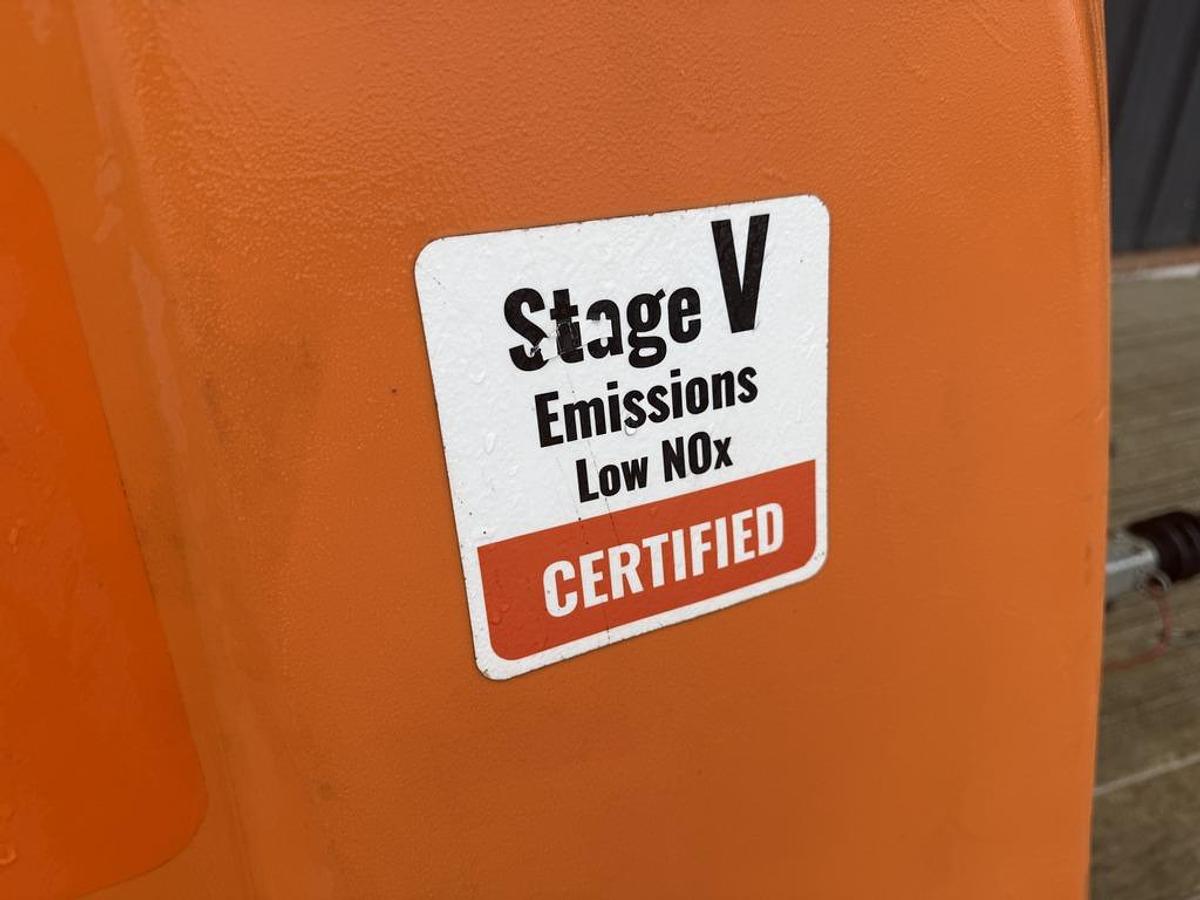 Stage V
Emissions
Low NOx
CERTIFIED